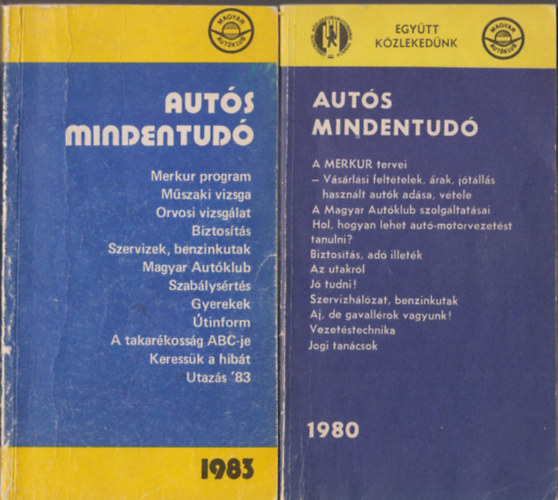 MAGYAR
AUTÓKLUB
AUTÓS
MINDENTUDÓ
Merkur program
Műszaki vizsga
Orvosi vizsgálat
Biztosítás
Szervizek, benzinkutak
Magyar Autóklub
Szabálysértés
Gyerekek
Útinform
A takarékosság ABC-je
Keressük a hibát
Utazás '83
1983
EGYÜTT
KÖZLEKEDÜNK
MAGYAR
AUTÓKLUB
AUTÓS
MINDENTUDÓ
A MERKUR tervei
– Vásárlási feltételek, árak, jótállás
használt autók adása, vétele
A Magyar Autóklub szolgáltatásai
Hol, hogyan lehet autó-motorvezetést
tanulni?
Biztosítás, adó illeték
Az utakról
Jó tudni!
Szervizhálózat, benzinkutak
Aj, de gavallérok vagyunk!
Vezetéstechnika
Jogi tanácsok
1980